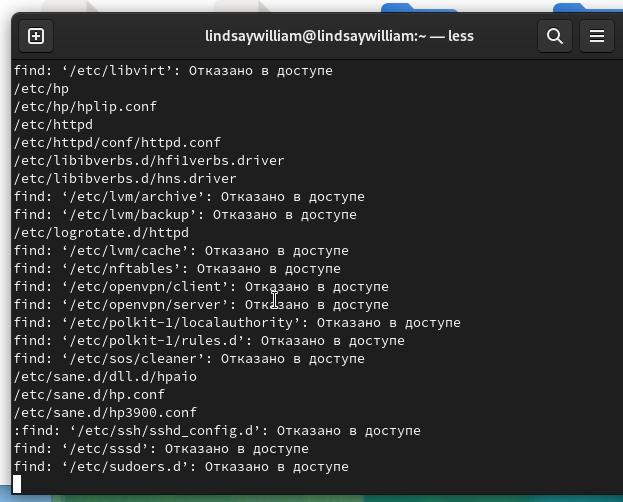 lindsaywilliam@lindsaywilliam:~ — less
find: ‘/etc/libvirt’: Отказано в доступе
/etc/hp
/etc/hp/hplip.conf
/etc/httpd
/etc/httpd/conf/httpd.conf
/etc/libibverbs.d/hfi1verbs.driver
/etc/libibverbs.d/hns.driver
find: ‘/etc/lvm/archive’: Отказано в доступе
find: ‘/etc/lvm/backup’: Отказано в доступе
/etc/logrotate.d/httpd
find: ‘/etc/lvm/cache’: Отказано в доступе
find: ‘/etc/nftables’: Отказано в доступе
find: ‘/etc/openvpn/client’: Отказано в доступе
find: ‘/etc/openvpn/server’: Отказано в доступе
find: ‘/etc/polkit-1/localauthority’: Отказано в доступе
find: ‘/etc/polkit-1/rules.d’: Отказано в доступе
find: ‘/etc/sos/cleaner’: Отказано в доступе
/etc/sane.d/dll.d/hpaio
/etc/sane.d/hp.conf
/etc/sane.d/hp3900.conf
:find: ‘/etc/ssh/sshd_config.d’: Отказано в доступе
find: ‘/etc/sssd’: Отказано в доступе
find: ‘/etc/sudoers.d’: Отказано в доступе